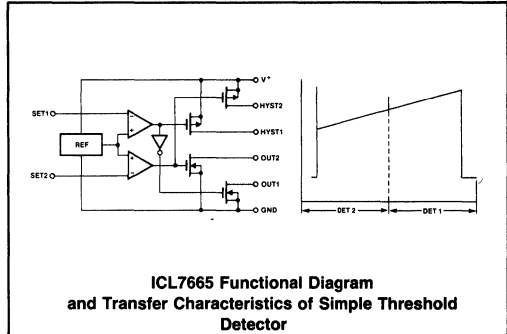 V+
HYST2
SET1
HYST1
REF
OUT2
SET2
OUT1
GND
DET 2
DET 1
ICL7665 Functional Diagram
and Transfer Characteristics of Simple Threshold
Detector